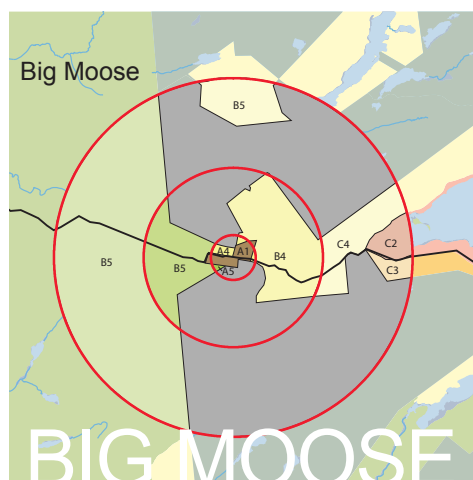 Big Moose
B5
A4 A1
C4 C2
B5 B5 A5 B4 C3
BIG MOOSE